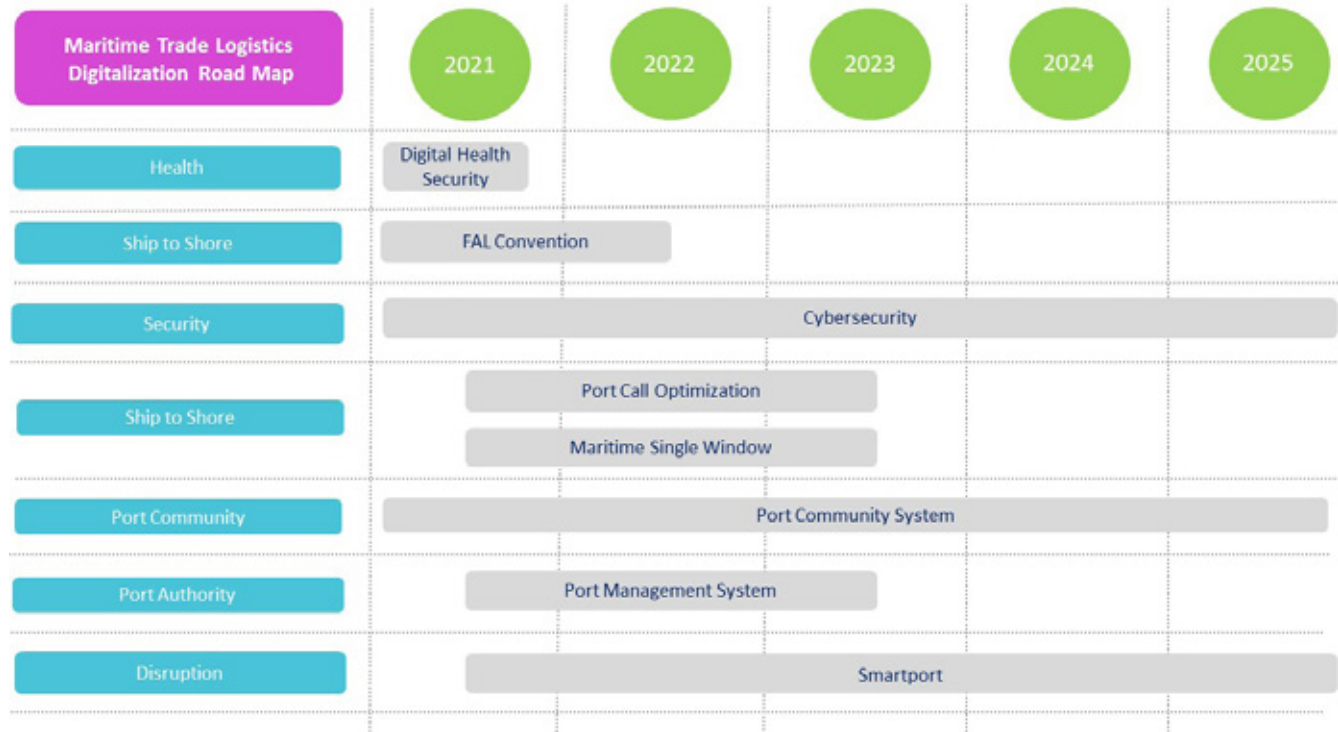 Maritime Trade Logistics
Digitalization Road Map
2021
2022
2023
2024
2025
Health
Digital Health
Security
Ship to Shore
FAL Convention
Security
Cybersecurity
Ship to Shore
Port Call Optimization
Maritime Single Window
Port Community
Port Community System
Port Authority
Port Management System
Disruption
Smartport